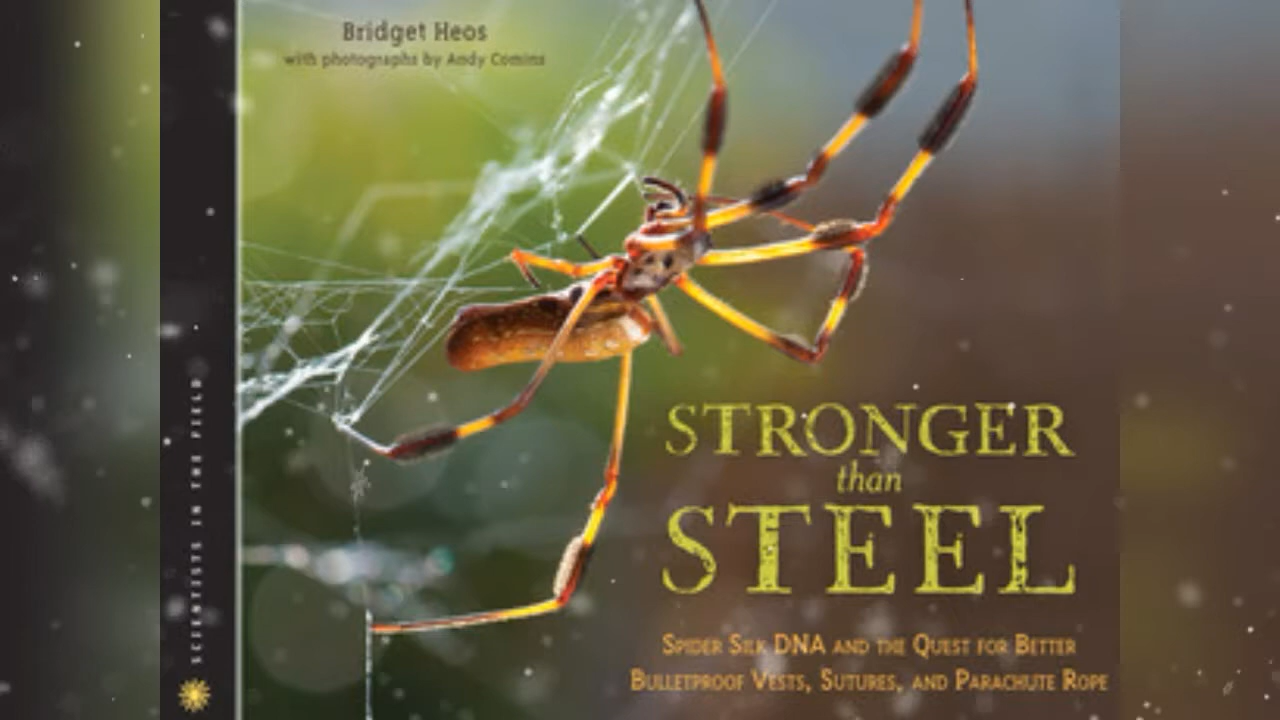 Bridget Heos
with photographs by Andy Comins
SCIENTISTS IN THE FIELD
STRONGER
than
STEEL
SPIDER SILK DNA AND THE QUEST FOR BETTER
BULLETPROOF VESTS, SUTURES, AND PARACHUTE ROPE